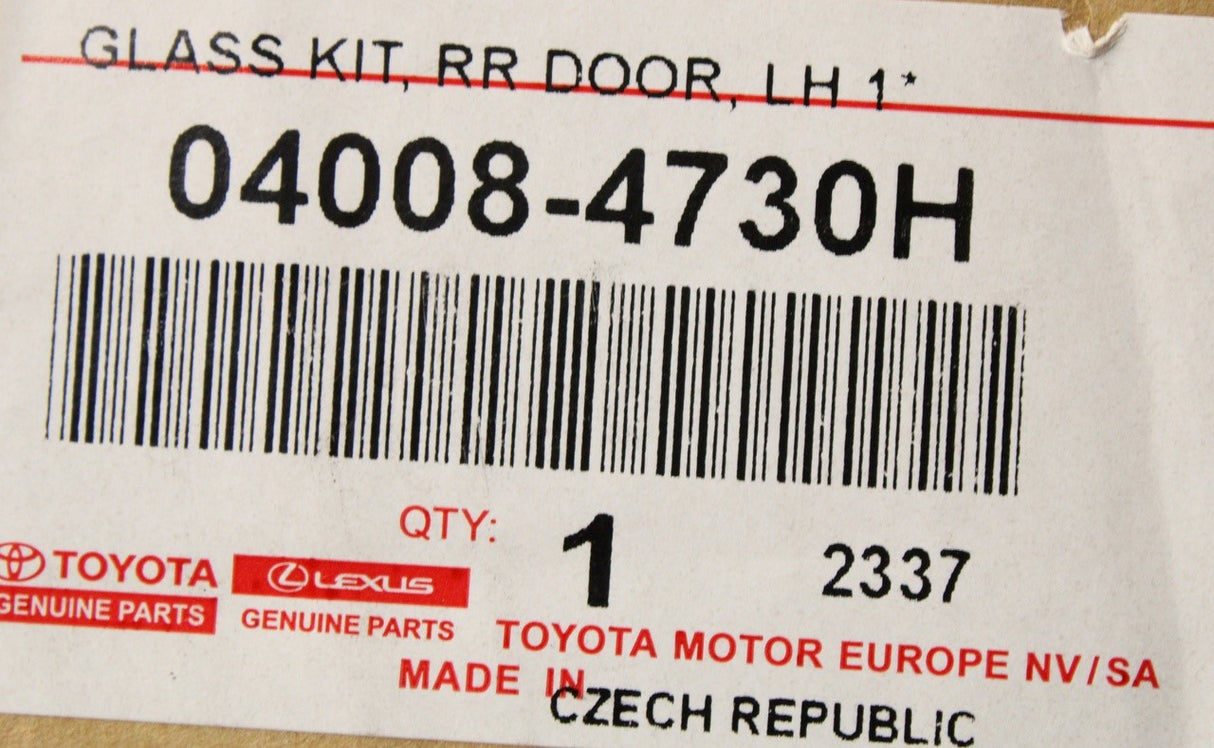 GLASS KIT, RR DOOR, LH 1*
04008-4730H
QTY: 1 2337
TOYOTA LEXUS
GENUINE PARTS GENUINE PARTS
TOYOTA MOTOR EUROPE NV/SA
MADE IN CZECH REPUBLIC